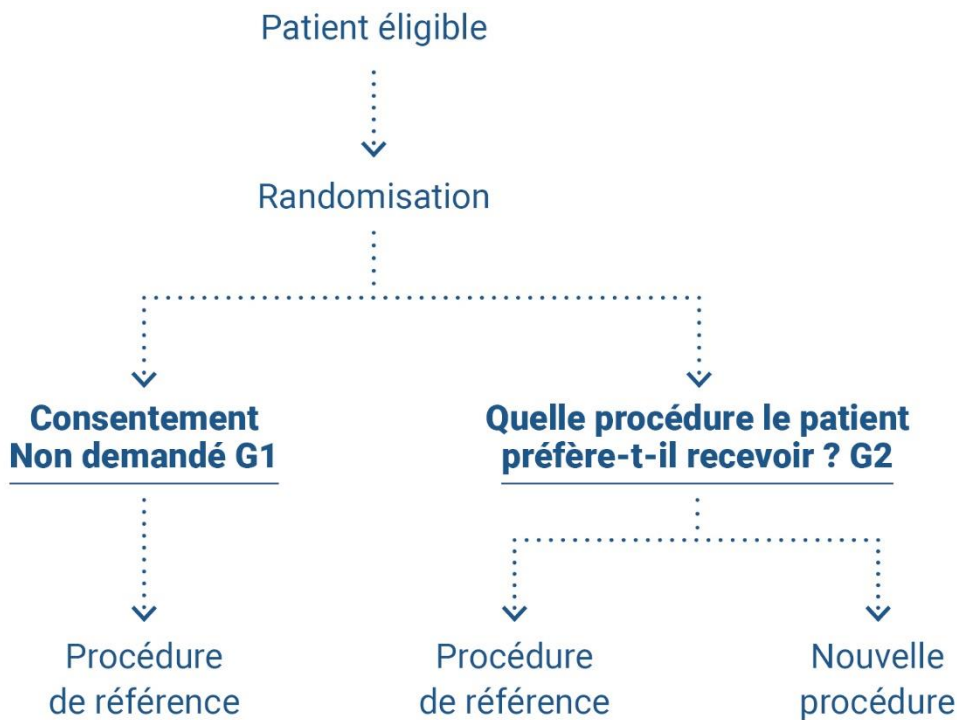 Patient éligible
Randomisation
Consentement
Non demandé G1
Quelle procédure le patient
préfère-t-il recevoir ? G2
Procédure
de référence
Procédure
de référence
Nouvelle
procédure